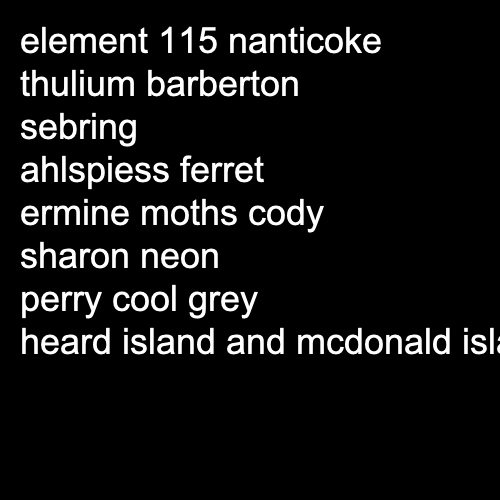 element 115 nanticoke
thulium barberton
sebring
ahlspiess ferret
ermine moths cody
sharon neon
perry cool grey
heard island and mcdonald isla